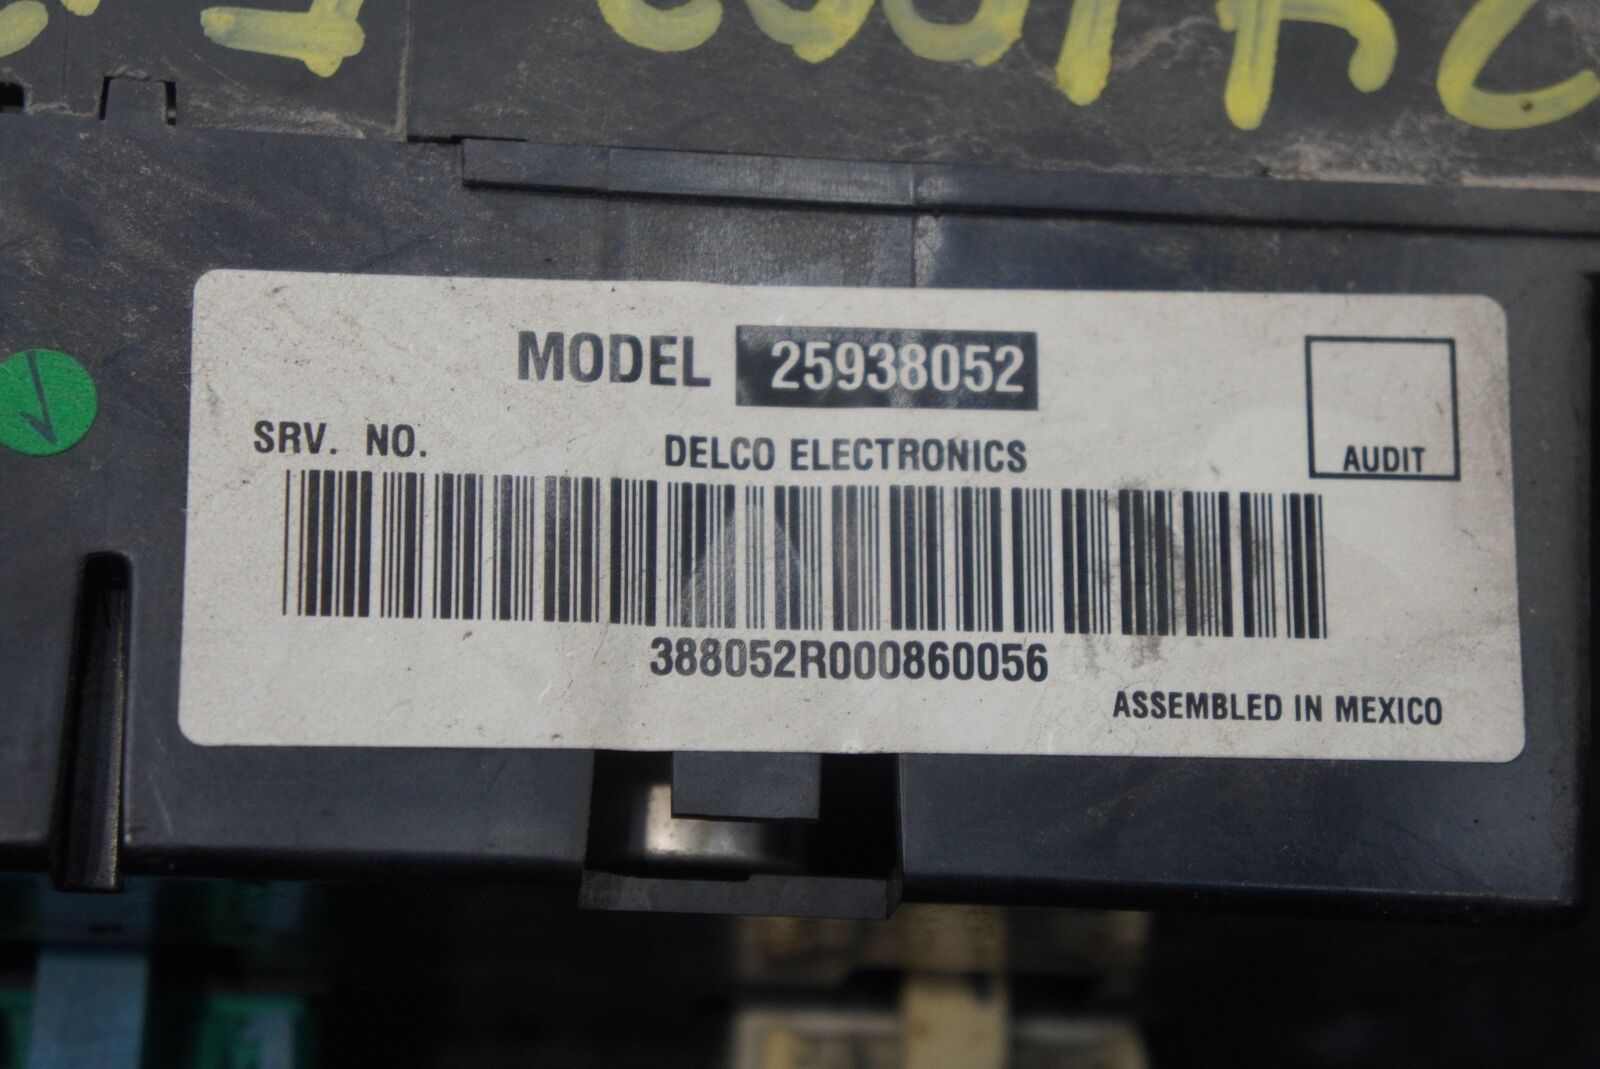 MODEL 25938052
AUDIT
SRV. NO. DELCO ELECTRONICS
388052R000860056
ASSEMBLED IN MEXICO